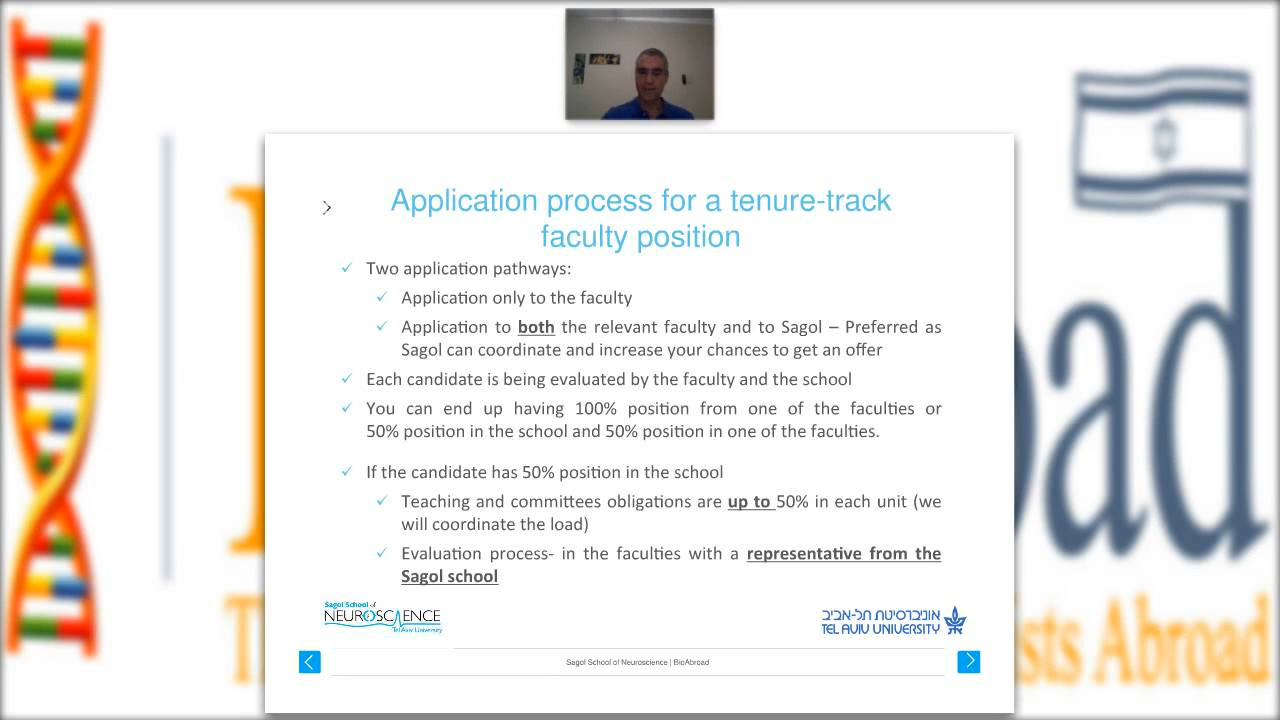 Application process for a tenure-track
faculty position
Two application pathways:
Application only to the faculty
Application to both the relevant faculty and to Sagol – Preferred as
Sagol can coordinate and increase your chances to get an offer
Each candidate is being evaluated by the faculty and the school
You can end up having 100% position from one of the faculties or
50% position in the school and 50% position in one of the faculties.
If the candidate has 50% position in the school
Teaching and committees obligations are up to 50% in each unit (we
will coordinate the load)
Evaluation process- in the faculties with a representative from the
Sagol school
Sagol School of
NEUROSCIENCE
Tel Aviv University
אוניברסיטת תל-אביב
TEL AVIV UNIVERSITY
Sagol School of Neuroscience | BioAbroad
oad
sts Abroad